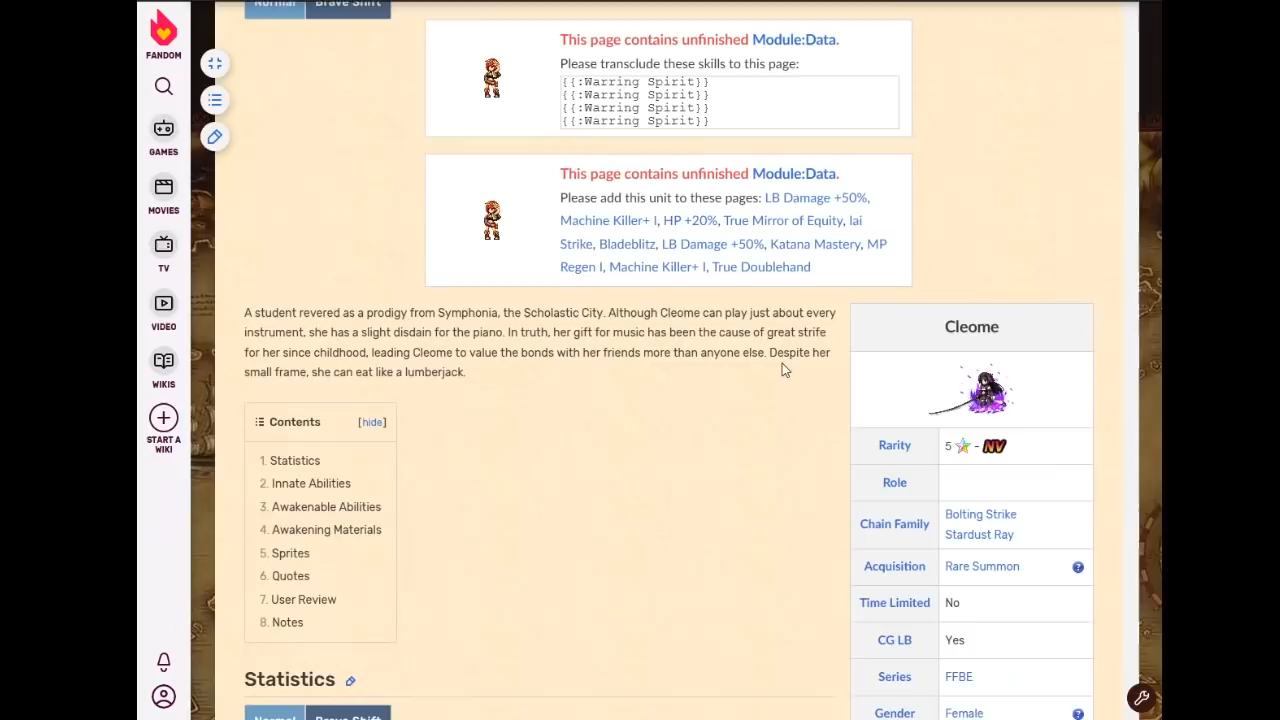 Normal
Brave Shift
FANDOM
GAMES
MOVIES
TV
VIDEO
WIKIS
START A
WIKI
This page contains unfinished Module:Data.
Please transclude these skills to this page:
{{:Warring Spirit}}
{{:Warring Spirit}}
{{:Warring Spirit}}
{{:Warring Spirit}}
This page contains unfinished Module:Data.
Please add this unit to these pages: LB Damage +50%,
Machine Killer+ I, HP +20%, True Mirror of Equity, Iai
Strike, Bladeblitz, LB Damage +50%, Katana Mastery, MP
Regen I, Machine Killer+ I, True Doublehand
A student revered as a prodigy from Symphonia, the Scholastic City. Although Cleome can play just about every
instrument, she has a slight disdain for the piano. In truth, her gift for music has been the cause of great strife
for her since childhood, leading Cleome to value the bonds with her friends more than anyone else. Despite her
small frame, she can eat like a lumberjack.
Contents [hide]
1. Statistics
2. Innate Abilities
3. Awakenable Abilities
4. Awakening Materials
5. Sprites
6. Quotes
7. User Review
8. Notes
Statistics
Normal
Brave Shift
Cleome
Rarity 5 - NV
Role
Chain Family Bolting Strike
Stardust Ray
Acquisition Rare Summon ?
Time Limited No
CG LB Yes
Series FFBE
Gender Female ?